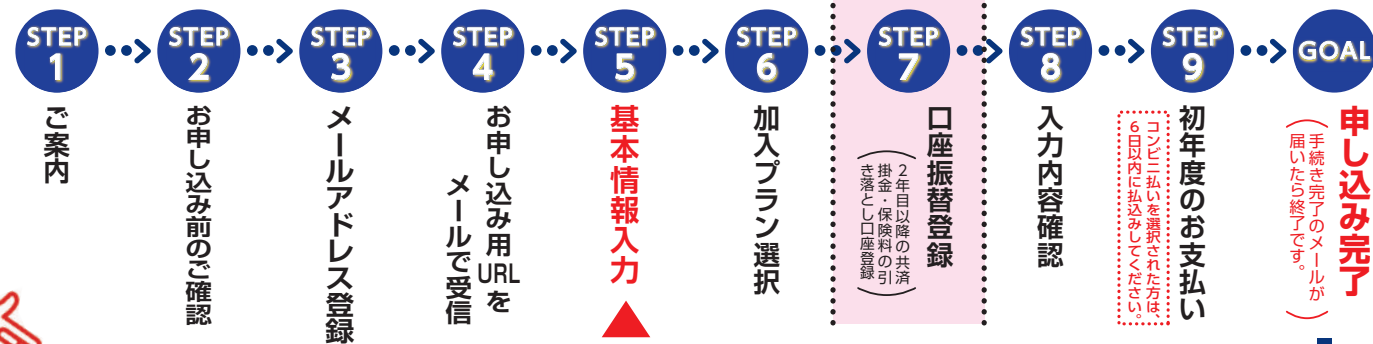 STEP
1
ご案内
STEP
2
お申し込み前のご確認
STEP
3
メールアドレス登録
STEP
4
お申し込み用URLを
メールで受信
STEP
5
基本情報入力
STEP
6
加入プラン選択
STEP
7
口座振替登録
(2年目以降の共済
掛金・保険料の引
き落とし口座登録)
STEP
8
入力内容確認
STEP
9
初年度のお支払い
コンビニ払いを選択された方は、
6日以内に払込みしてください。
GOAL
申し込み完了
(手続き完了のメールが
届いたら終了です。)